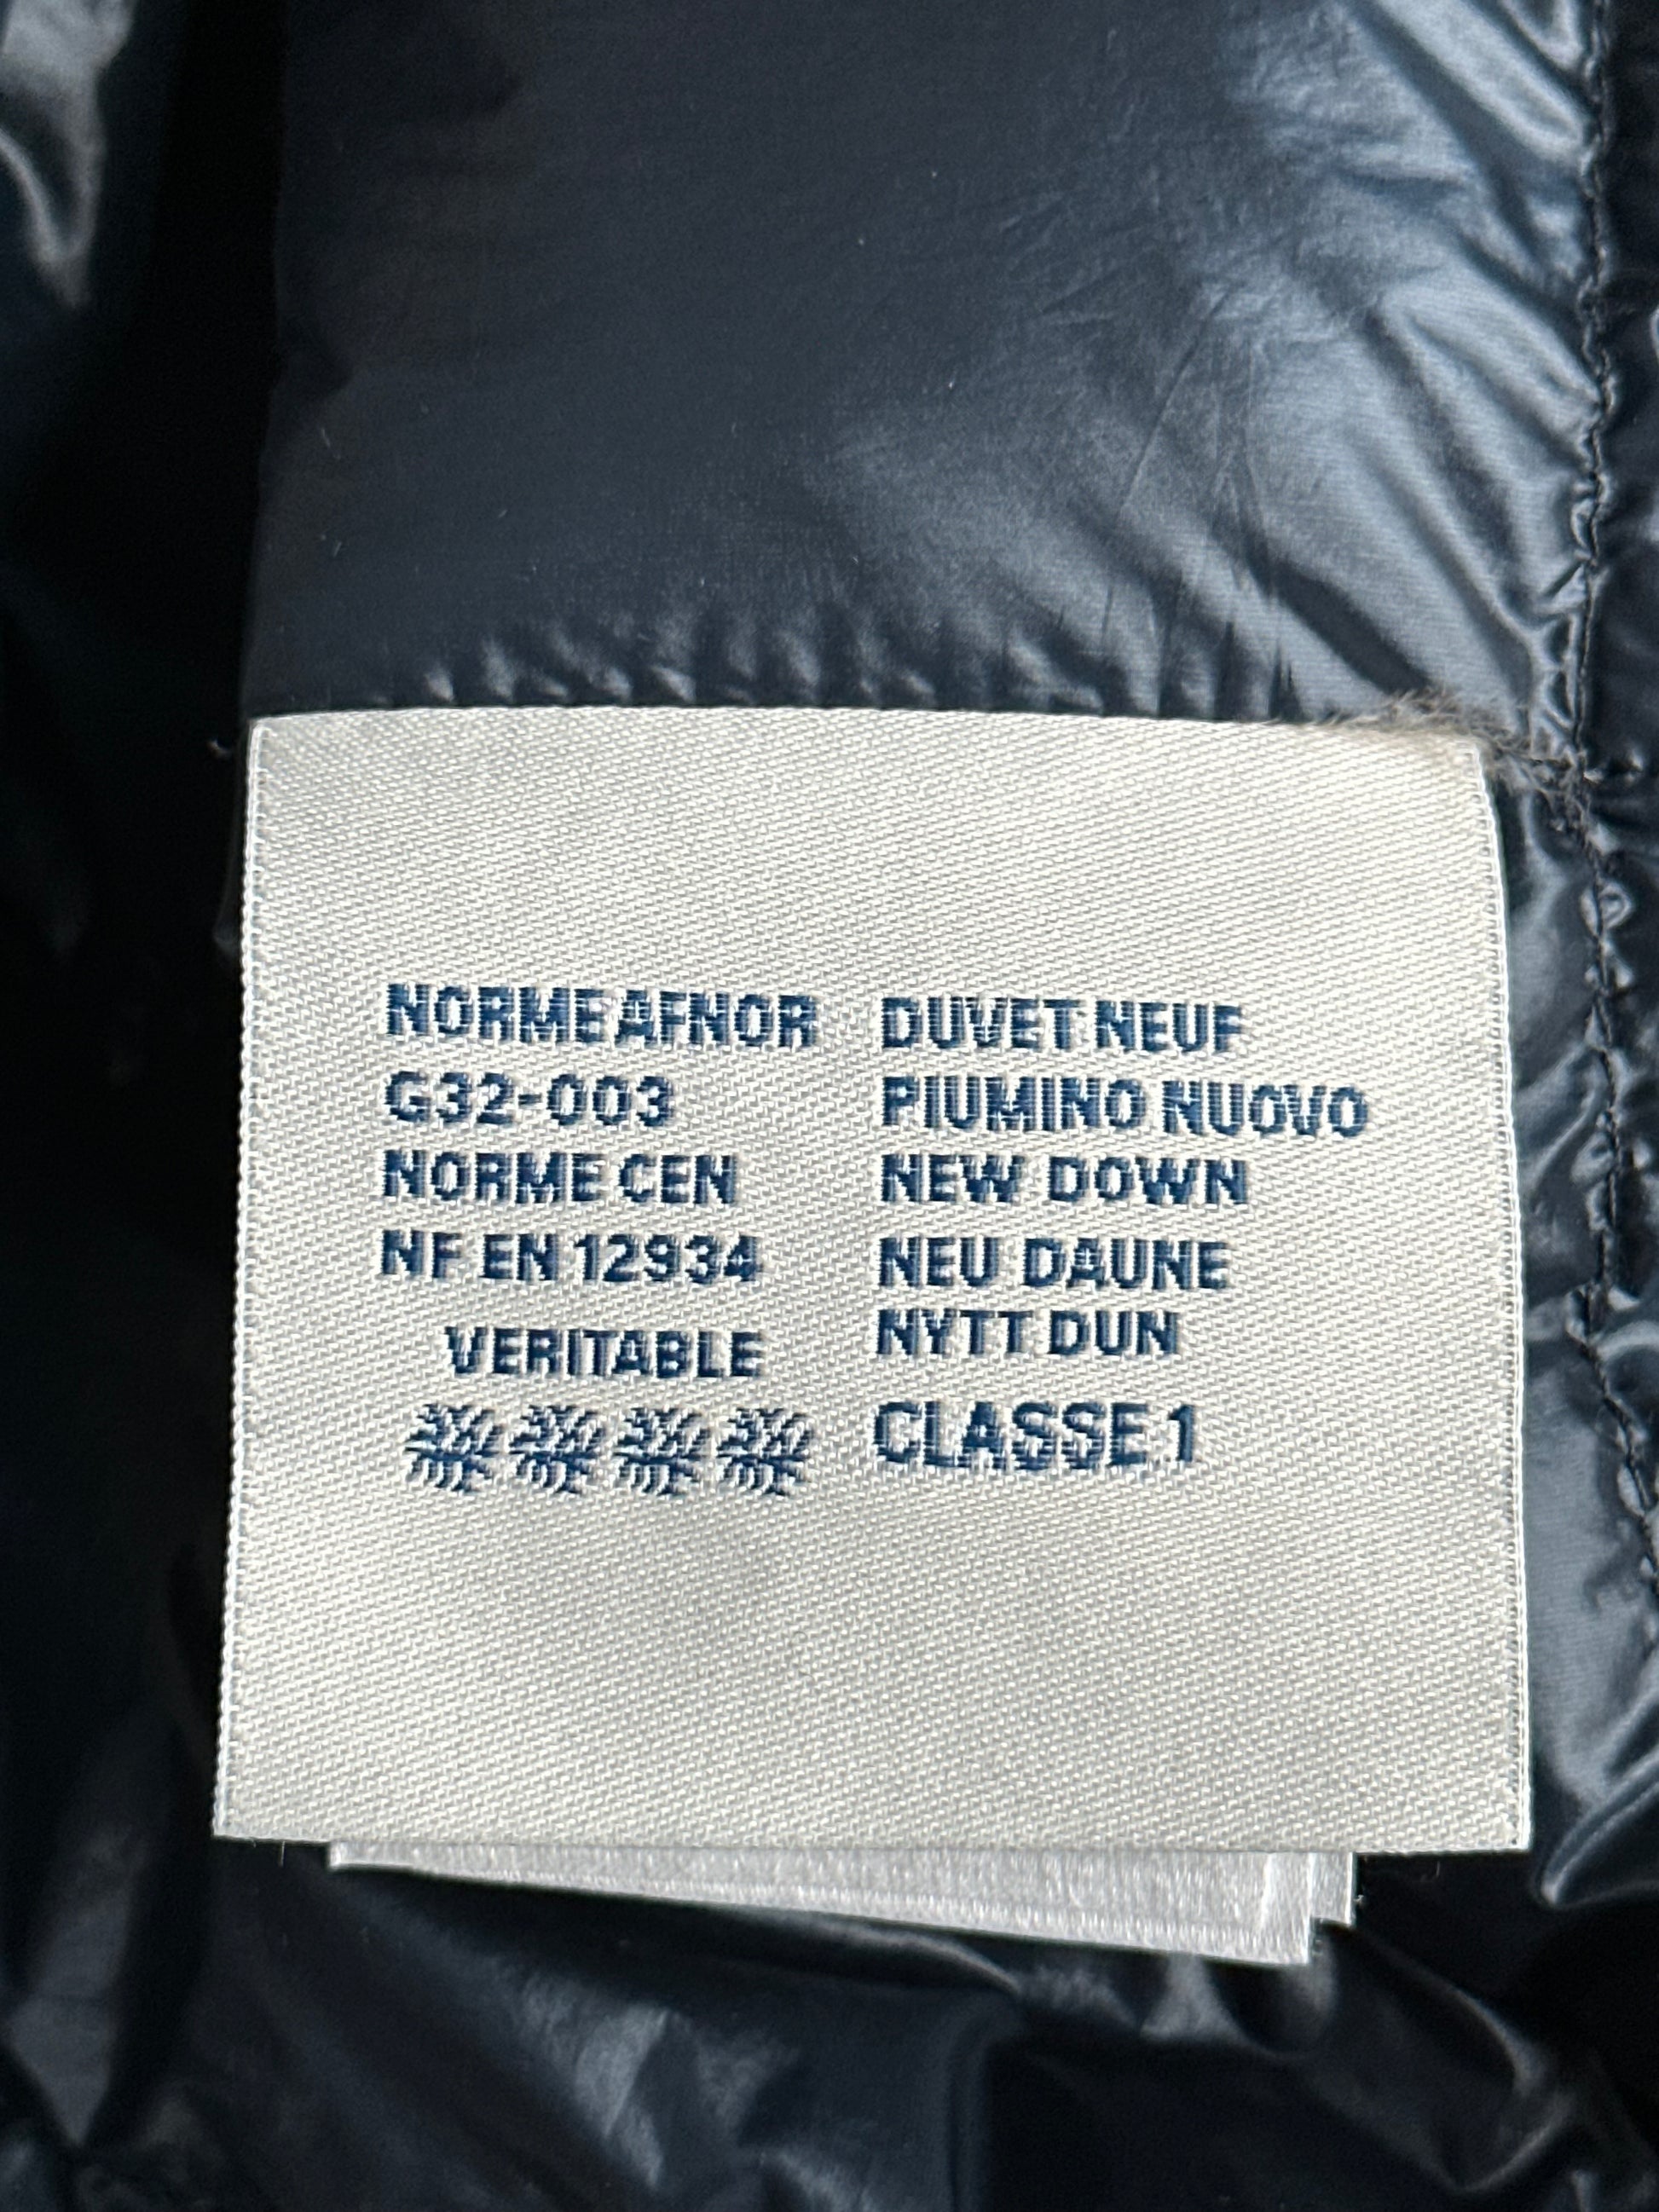 NORME AFNOR
G32-003
NORME CEN
NF EN 12934
VERITABLE
DUVET NEUF
PIUMINO NUOVO
NEW DOWN
NEU DAUNE
NYTT DUN
CLASSE 1